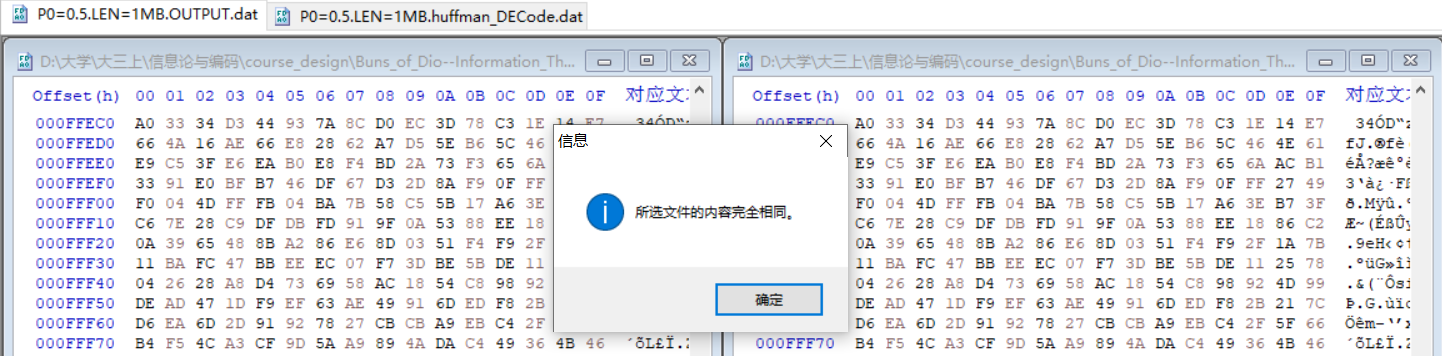 P0=0.5.LEN=1MB.OUTPUT.dat P0=0.5.LEN=1MB.huffman_DECode.dat
D:\大学\大三上\信息论与编码\course_design\Buns_of_Dio--Information_Th...
Offset(h) 00 01 02 03 04 05 06 07 08 09 0A 0B 0C 0D 0E 0F 对应文
000FFEC0 A0 33 34 D3 44 93 7A 8C D0 EC 3D 78 C3 1E 14 E7
000FFED0 66 4A 16 AE 66 E8 28 62 A7 D5 5E B6 5C 46
000FFEE0 E9 C5 3F E6 EA B0 E8 F4 BD 2A 73 F3 65 6A
000FFEF0 33 91 E0 BF B7 46 DF 67 D3 2D 8A F9 0F FF
000FFF00 F0 04 4D FF FB 04 BA 7B 58 C5 5B 17 A6 3E
000FFF10 C6 7E 28 C9 DF DB FD 91 9F 0A 53 88 EE 18
000FFF20 0A 39 65 48 8B A2 86 E6 8D 03 51 F4 F9 2F
000FFF30 11 BA FC 47 BB EE EC 07 F7 3D BE 5B DE 11
000FFF40 04 26 28 A8 D4 73 69 58 AC 18 54 C8 98 92
000FFF50 DE AD 47 1D F9 EF 63 AE 49 91 6D ED F8 2B
000FFF60 D6 EA 6D 2D 91 92 78 27 CB CB A9 EB C4 2F
000FFF70 B4 F5 4C A3 CF 9D 5A A9 89 4A DA C4 49 36 4B 46
信息
所选文件的内容完全相同。
确定
D:\大学\大三上\信息论与编码\course_design\Buns_of_Dio--Information_Th...
Offset(h) 00 01 02 03 04 05 06 07 08 09 0A 0B 0C 0D 0E 0F 对应文
000FFEC0 A0 33 34 D3 44 93 7A 8C D0 EC 3D 78 C3 1E 14 E7
66 4A 16 AE 66 E8 28 62 A7 D5 5E B6 5C 46 4E 61
E9 C5 3F E6 EA B0 E8 F4 BD 2A 73 F3 65 6A AC B1
33 91 E0 BF B7 46 DF 67 D3 2D 8A F9 0F FF 27 49
F0 04 4D FF FB 04 BA 7B 58 C5 5B 17 A6 3E B7 3F
C6 7E 28 C9 DF DB FD 91 9F 0A 53 88 EE 18 86 C2
0A 39 65 48 8B A2 86 E6 8D 03 51 F4 F9 2F 1A 7B
11 BA FC 47 BB EE EC 07 F7 3D BE 5B DE 11 25 78
04 26 28 A8 D4 73 69 58 AC 18 54 C8 98 92 4D 99
DE AD 47 1D F9 EF 63 AE 49 91 6D ED F8 2B 21 7C
D6 EA 6D 2D 91 92 78 27 CB CB A9 EB C4 2F 5F 66
000FFF70 B4 F5 4C A3 CF 9D 5A A9 89 4A DA C4 49 36 4B 46